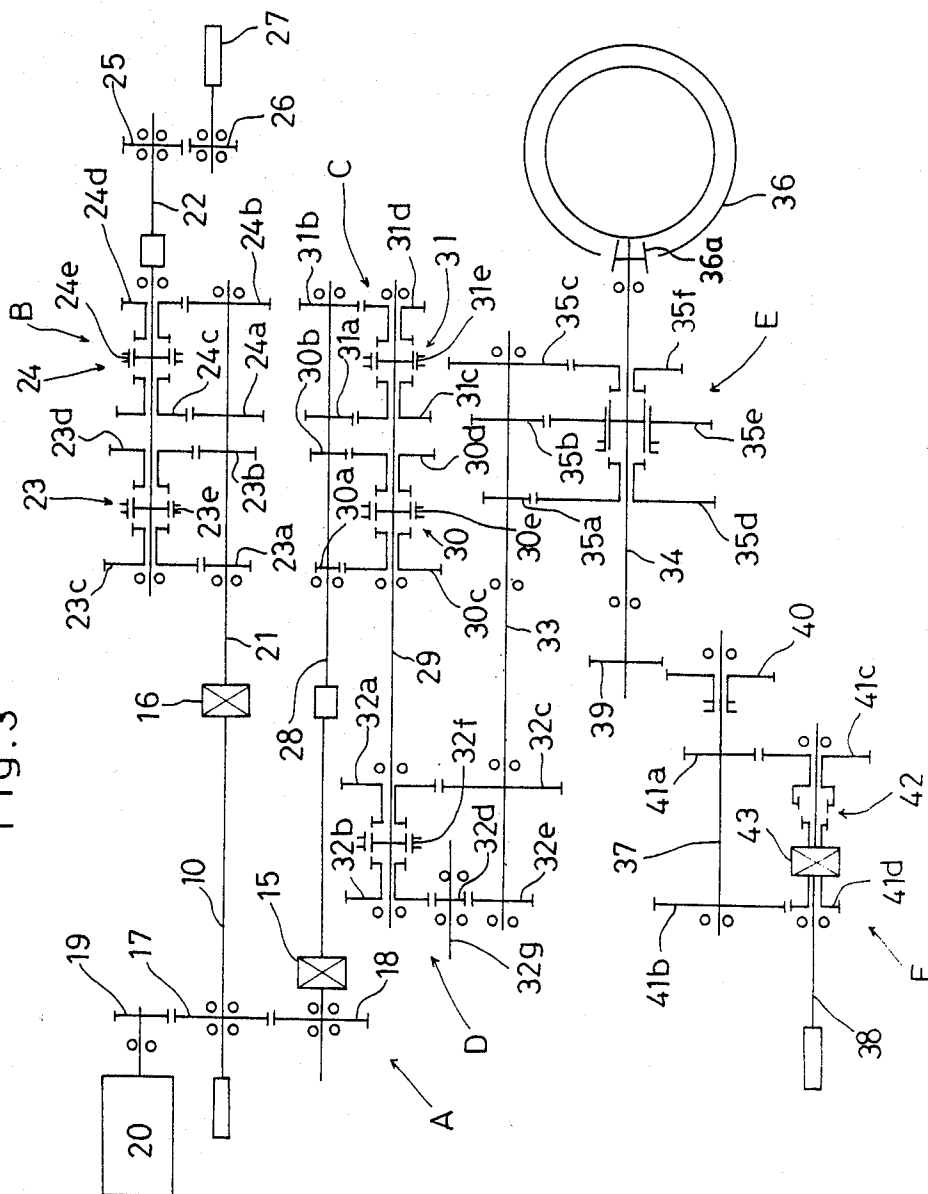 Fig.3
27
25
26
24d
22
24e
24b
B
24
24c
24a
23d
23
23b
23e
23a
23c
21
16
10
19
17
20
C
31b
31d
31
31e
30b
31a
31c
30a
30d
30e
30
30c
29
28
32a
32f
32b
32c
32d
32e
32g
15
18
D
A
36
36a
35c
35f
E
35b
35e
35a
35d
34
33
39
40
41a
41c
42
43
37
41b
41d
F
38